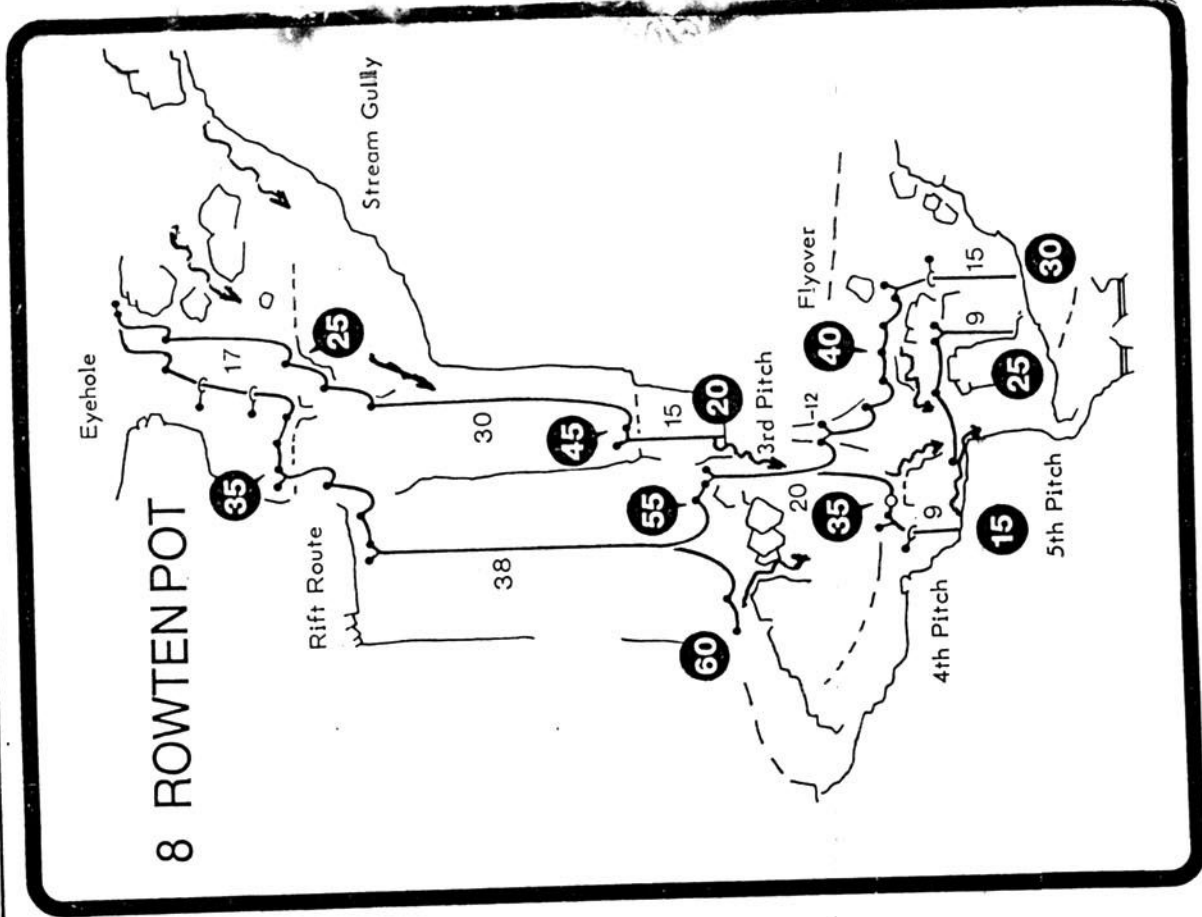 8 ROWTEN POT
Eyehole
Stream Gully
17
35
25
Rift Route
30
38
45
15
20
3rd Pitch
55
60
12
Flyover
40
20
35
9
15
30
9
25
4th Pitch
15
5th Pitch